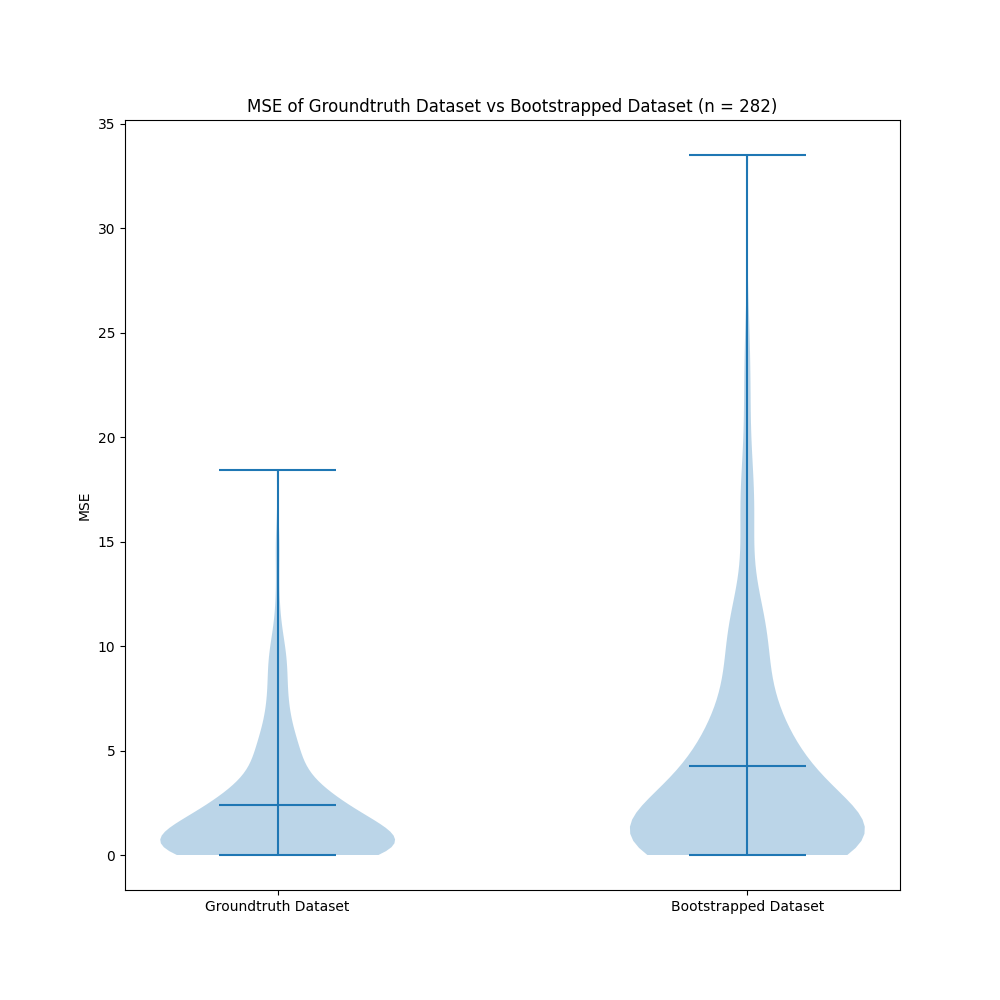 MSE of Groundtruth Dataset vs Bootstrapped Dataset (n = 282)
35
30
25
20
15
10
5
0
MSE
Groundtruth Dataset
Bootstrapped Dataset